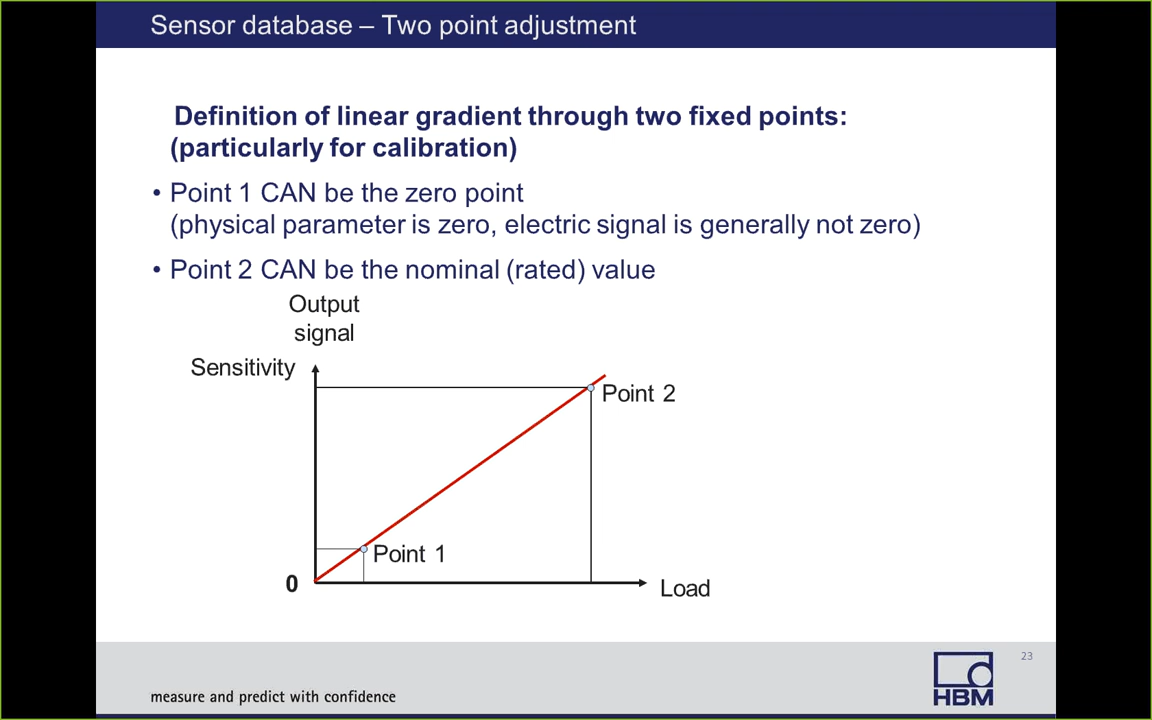 Sensor database – Two point adjustment
Definition of linear gradient through two fixed points:
(particularly for calibration)
• Point 1 CAN be the zero point
(physical parameter is zero, electric signal is generally not zero)
• Point 2 CAN be the nominal (rated) value
Output
signal
Sensitivity
Point 2
Point 1
0
Load
measure and predict with confidence
HBM
23